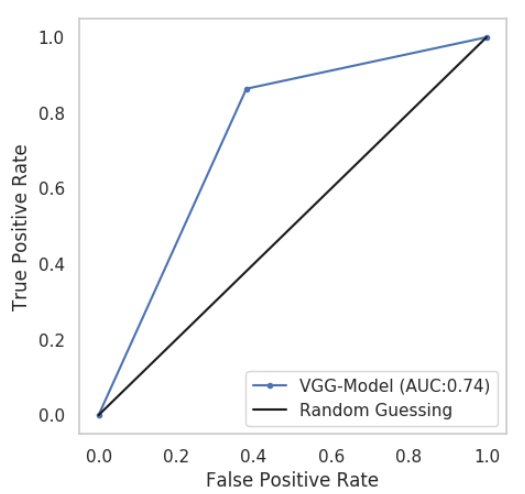 1.0
0.8
0.6
0.4
0.2
0.0
True Positive Rate
VGG-Model (AUC:0.74)
Random Guessing
0.0 0.2 0.4 0.6 0.8 1.0
False Positive Rate